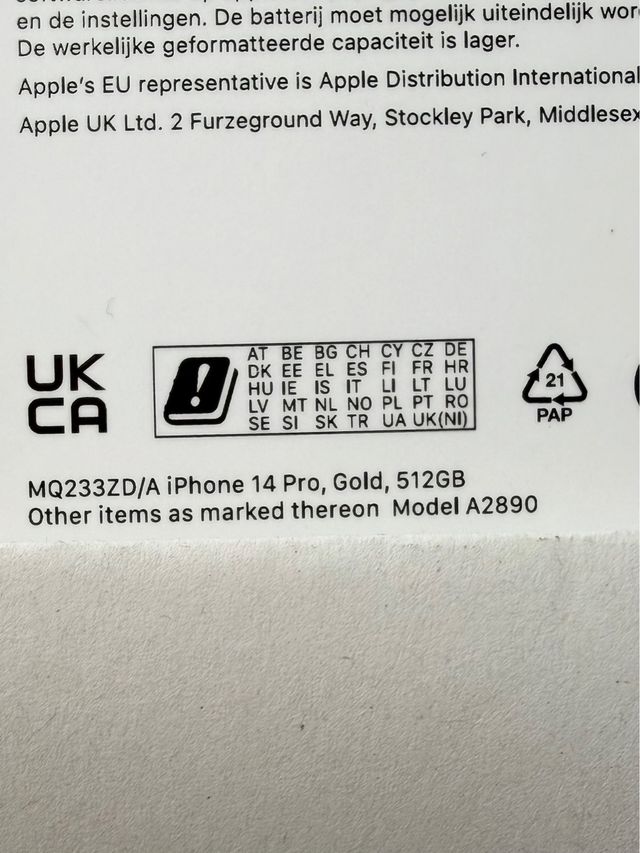 en de instellingen. De batterij moet mogelijk uiteindelijk wor
De werkelijke geformatteerde capaciteit is lager.
Apple's EU representative is Apple Distribution International
Apple UK Ltd. 2 Furzeground Way, Stockley Park, Middlesex
UK
CA
AT BE BG CH CY CZ DE
DK EE EL ES FI FR HR
HU IE IS IT LI LT LU
LV MT NL NO PL PT RO
SE SI SK TR UA UK(NI)
21
PAP
MQ233ZD/A iPhone 14 Pro, Gold, 512GB
Other items as marked thereon Model A2890